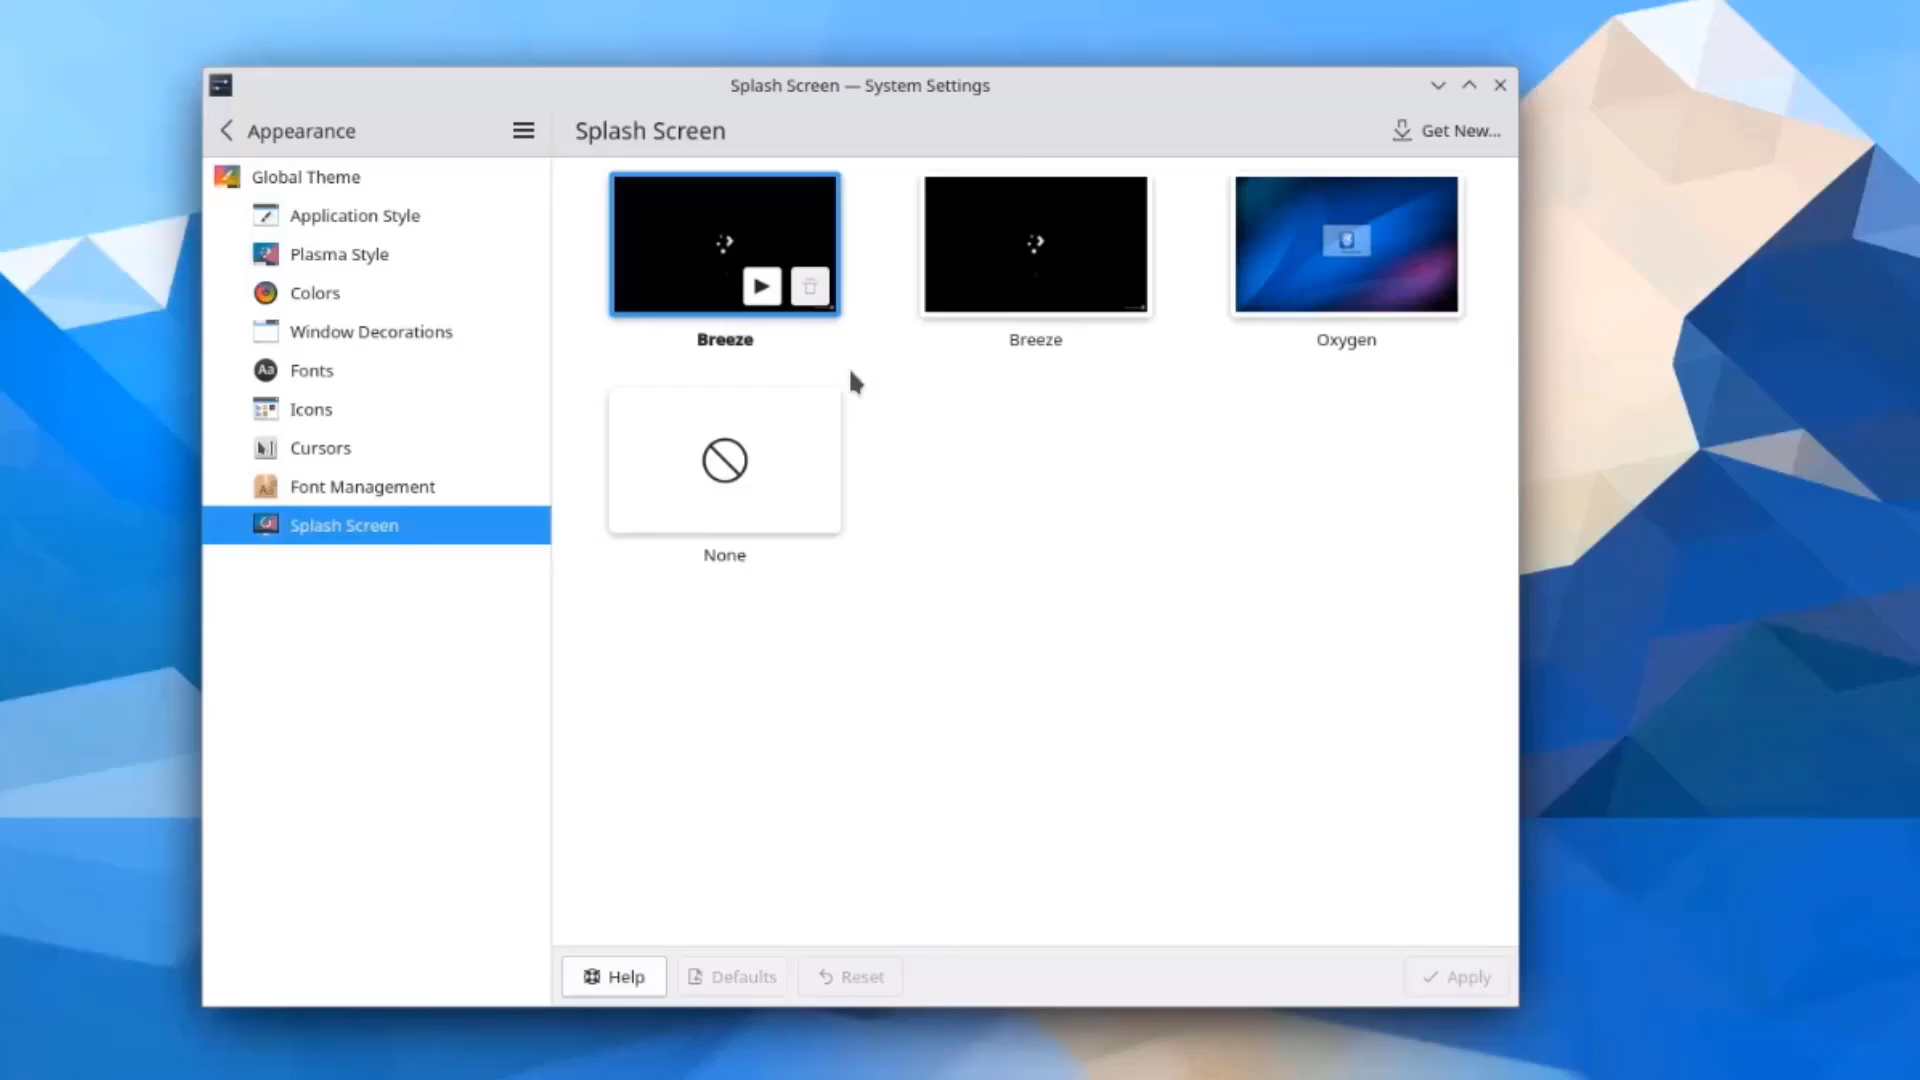 Splash Screen — System Settings
Appearance
Splash Screen
Get New...
Global Theme
Application Style
Plasma Style
Colors
Window Decorations
Fonts
Icons
Cursors
Font Management
Splash Screen
Breeze
Breeze
Oxygen
None
Help
Defaults
Reset
Apply